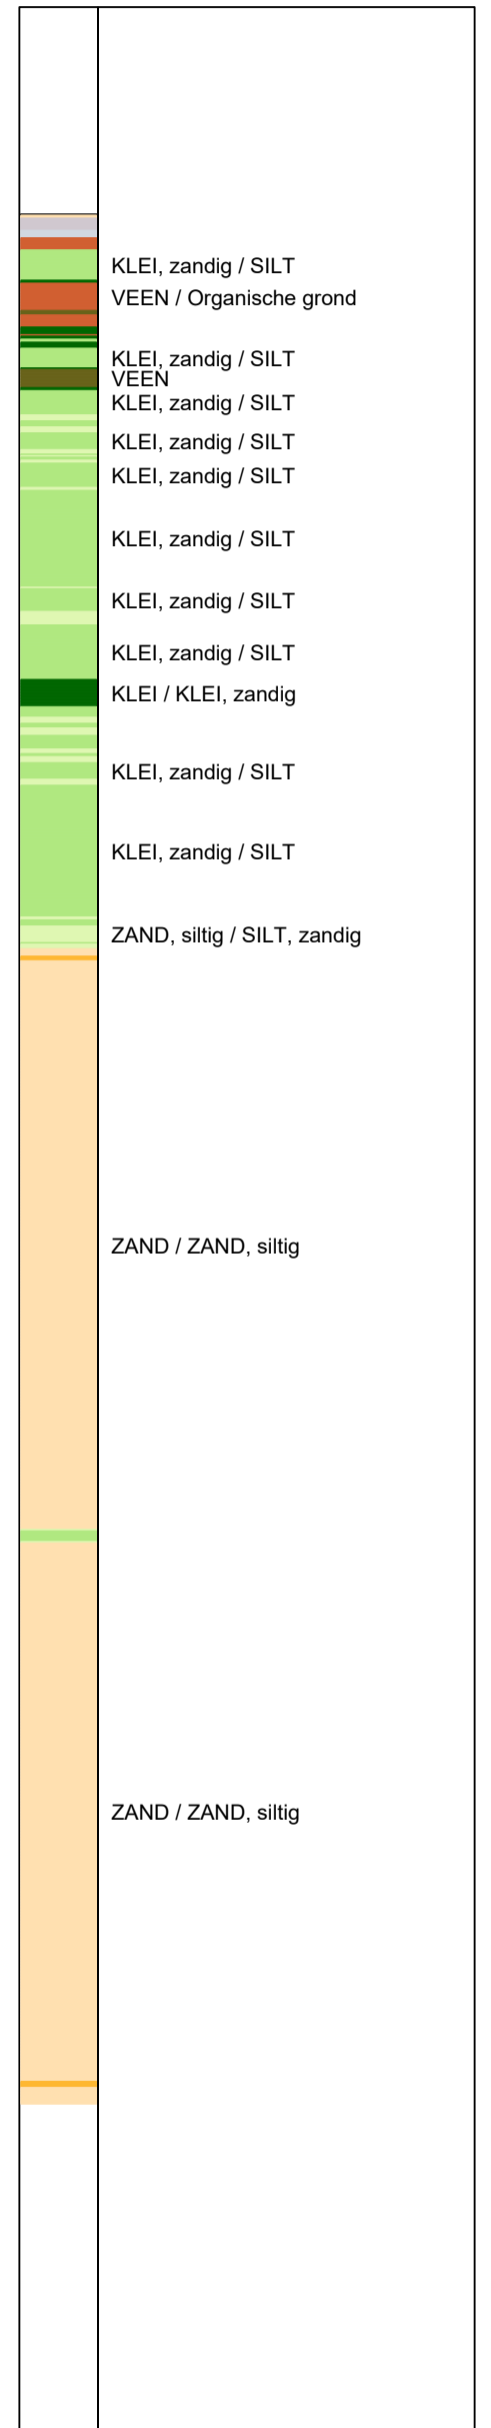 KLEI, zandig / SILT
VEEN / Organische grond
KLEI, zandig / SILT
VEEN
KLEI, zandig / SILT
KLEI, zandig / SILT
KLEI, zandig / SILT
KLEI, zandig / SILT
KLEI, zandig / SILT
KLEI, zandig / SILT
KLEI / KLEI, zandig
KLEI, zandig / SILT
KLEI, zandig / SILT
ZAND, siltig / SILT, zandig
ZAND / ZAND, siltig
ZAND / ZAND, siltig